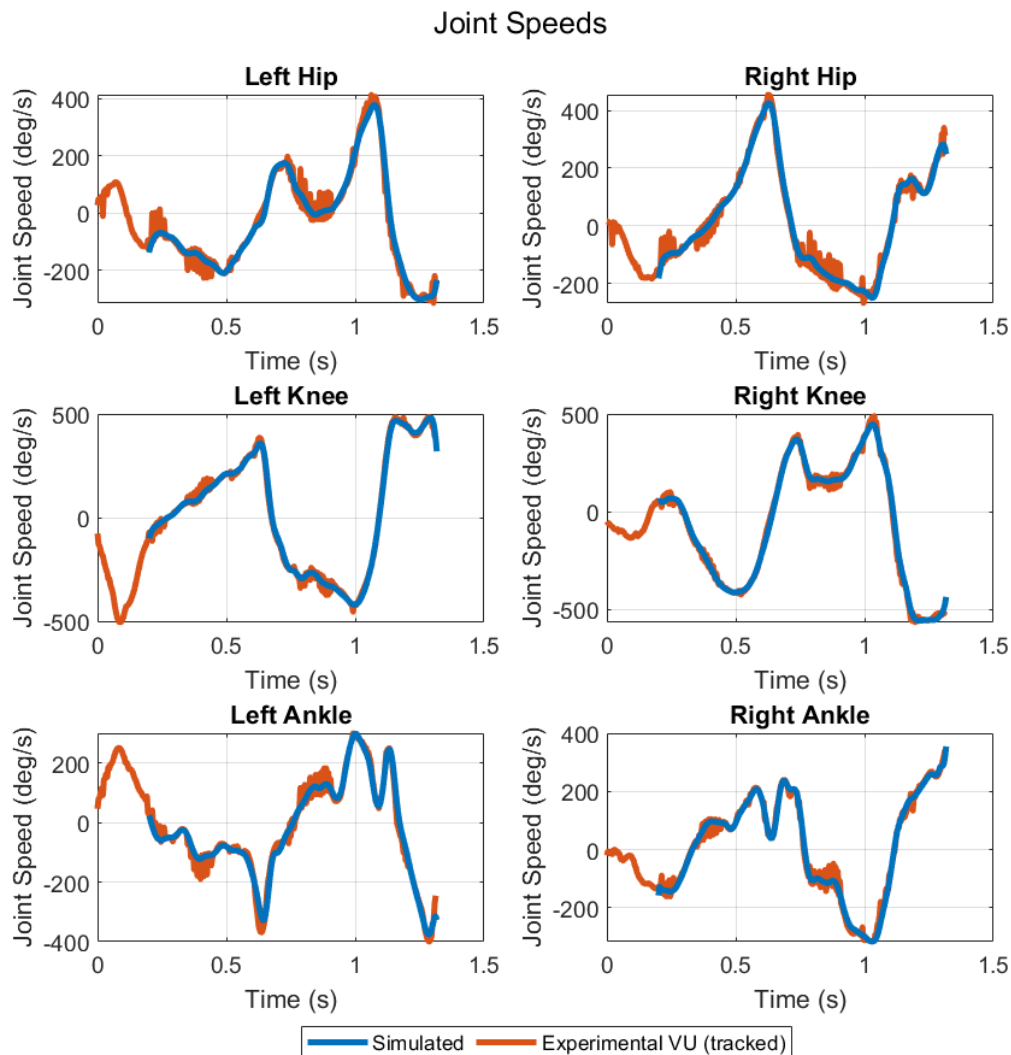 Joint Speeds
Left Hip
Joint Speed (deg/s)
400
200
0
-200
0
0.5
1
1.5
Time (s)
Right Hip
Joint Speed (deg/s)
400
200
0
-200
0
0.5
1
1.5
Time (s)
Left Knee
Joint Speed (deg/s)
500
0
-500
0
0.5
1
1.5
Time (s)
Right Knee
Joint Speed (deg/s)
500
0
-500
0
0.5
1
1.5
Time (s)
Left Ankle
Joint Speed (deg/s)
200
0
-200
-400
0
0.5
1
1.5
Time (s)
Right Ankle
Joint Speed (deg/s)
400
200
0
-200
0
0.5
1
1.5
Time (s)
Simulated
Experimental VU (tracked)